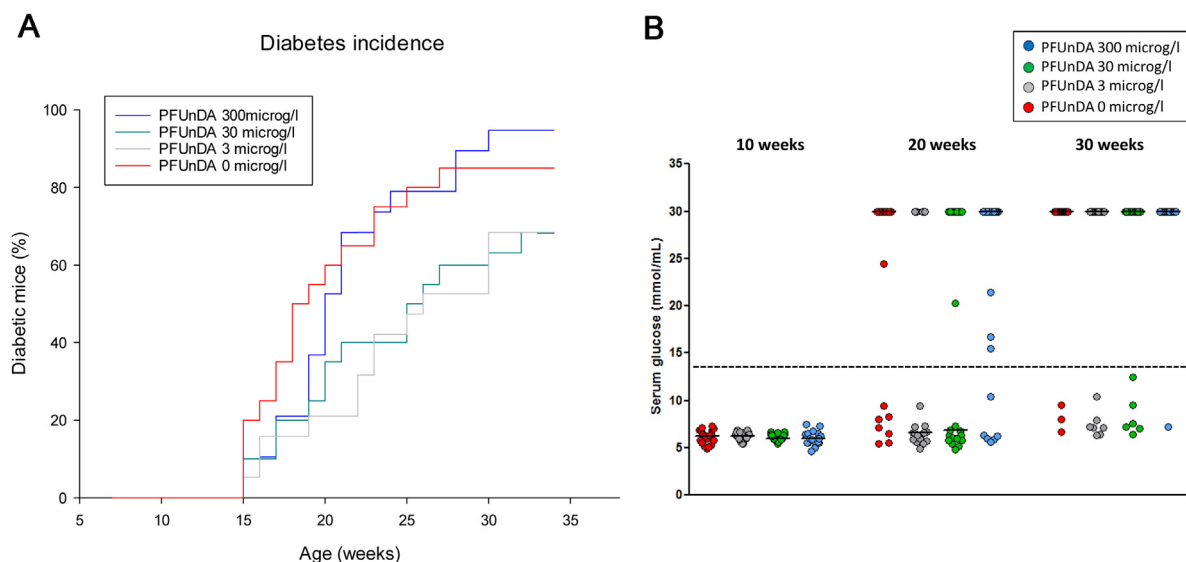 A
Diabetes incidence
PFUnDA 300microg/l
PFUnDA 30 microg/l
PFUnDA 3 microg/l
PFUnDA 0 microg/l
100
80
60
40
20
0
Diabetic mice (%)
5 10 15 20 25 30 35
Age (weeks)
B
PFUnDA 300 microg/l
PFUnDA 30 microg/l
PFUnDA 3 microg/l
PFUnDA 0 microg/l
10 weeks 20 weeks 30 weeks
35
30
25
20
15
10
5
0
Serum glucose (mmol/mL)